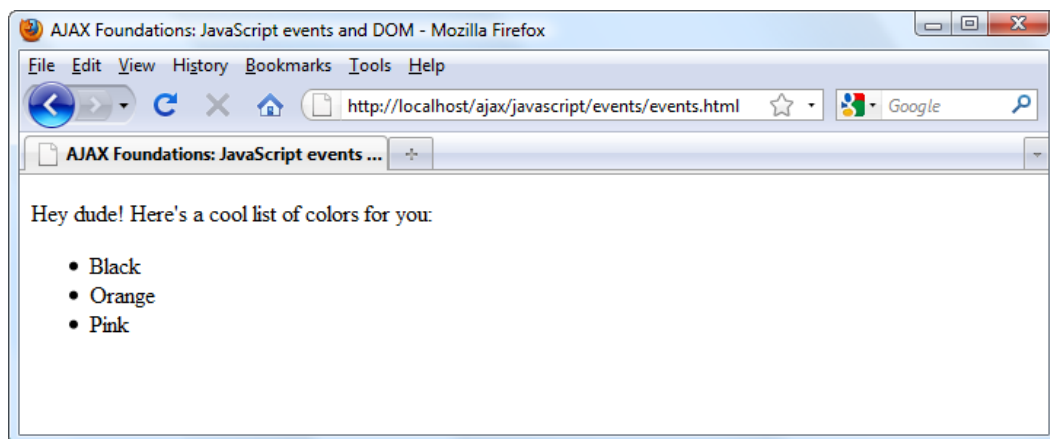 AJAX Foundations: JavaScript events and DOM - Mozilla Firefox
File Edit View History Bookmarks Tools Help
http://localhost/ajax/javascript/events/events.html Google
AJAX Foundations: JavaScript events ...
Hey dude! Here's a cool list of colors for you:
Black
Orange
Pink